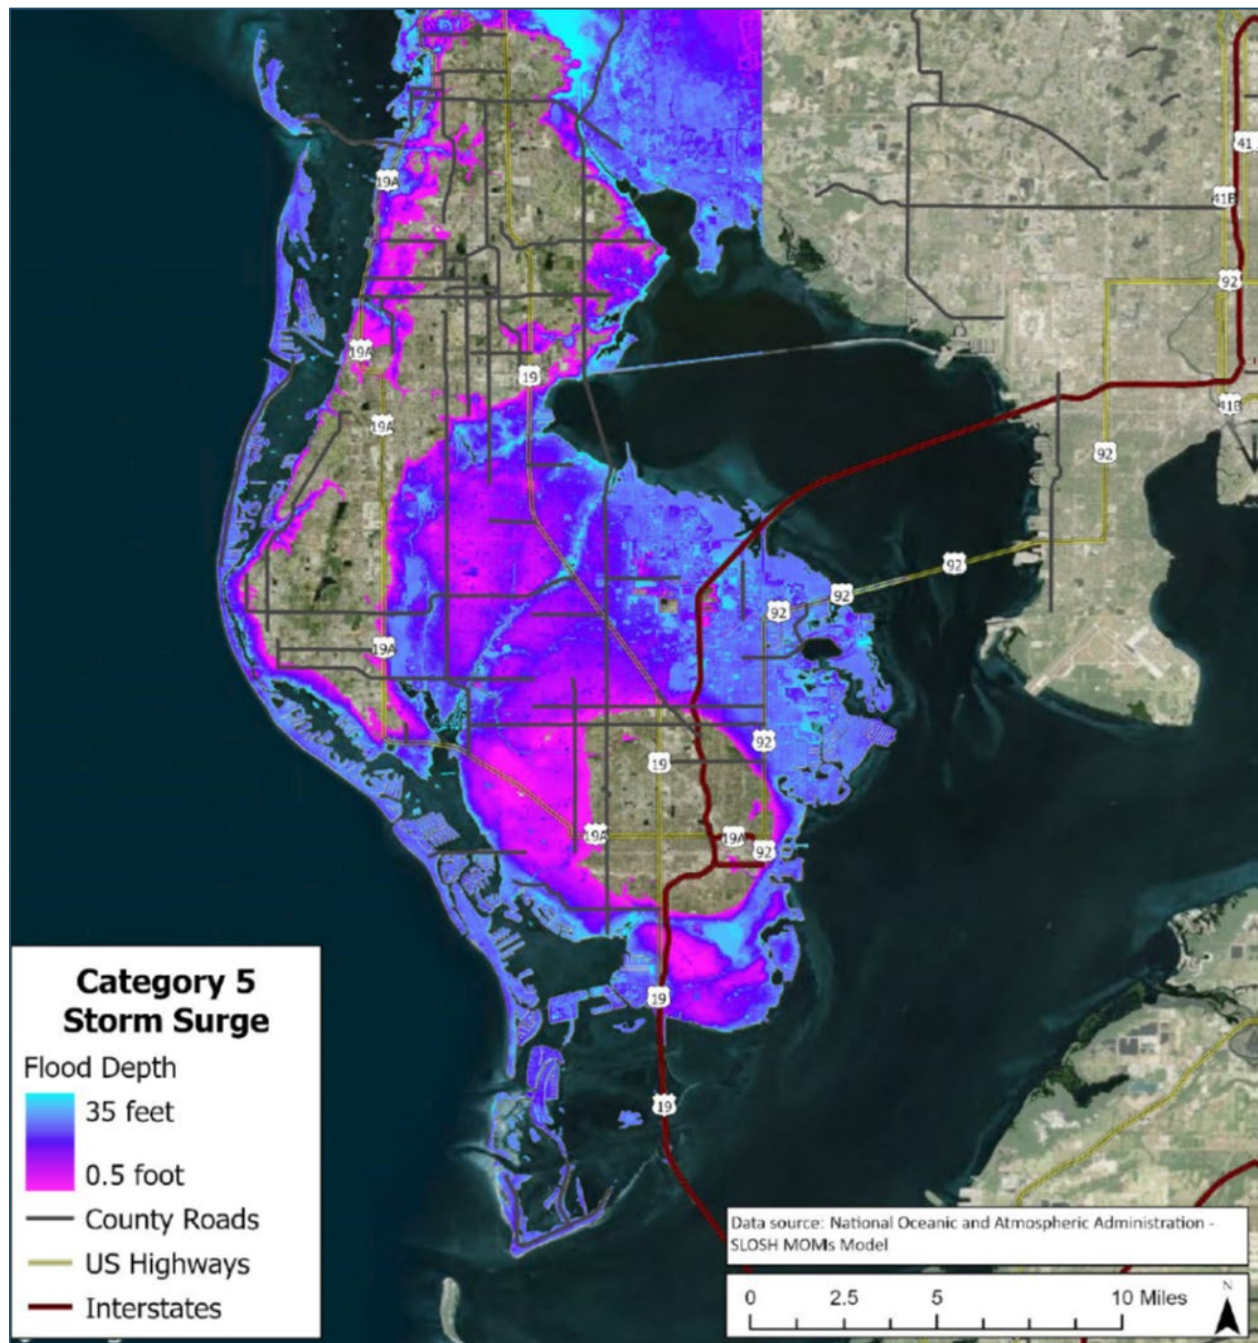 41
19A
41B
92
19A
19
41B
19A
92
92
92
92
19A
92
19
19A
19A
92
19
19
Category 5
Storm Surge
Flood Depth
35 feet
0.5 foot
County Roads
US Highways
Interstates
Data source: National Oceanic and Atmospheric Administration -
SLOSH MOMs Model
0 2.5 5 10 Miles
N